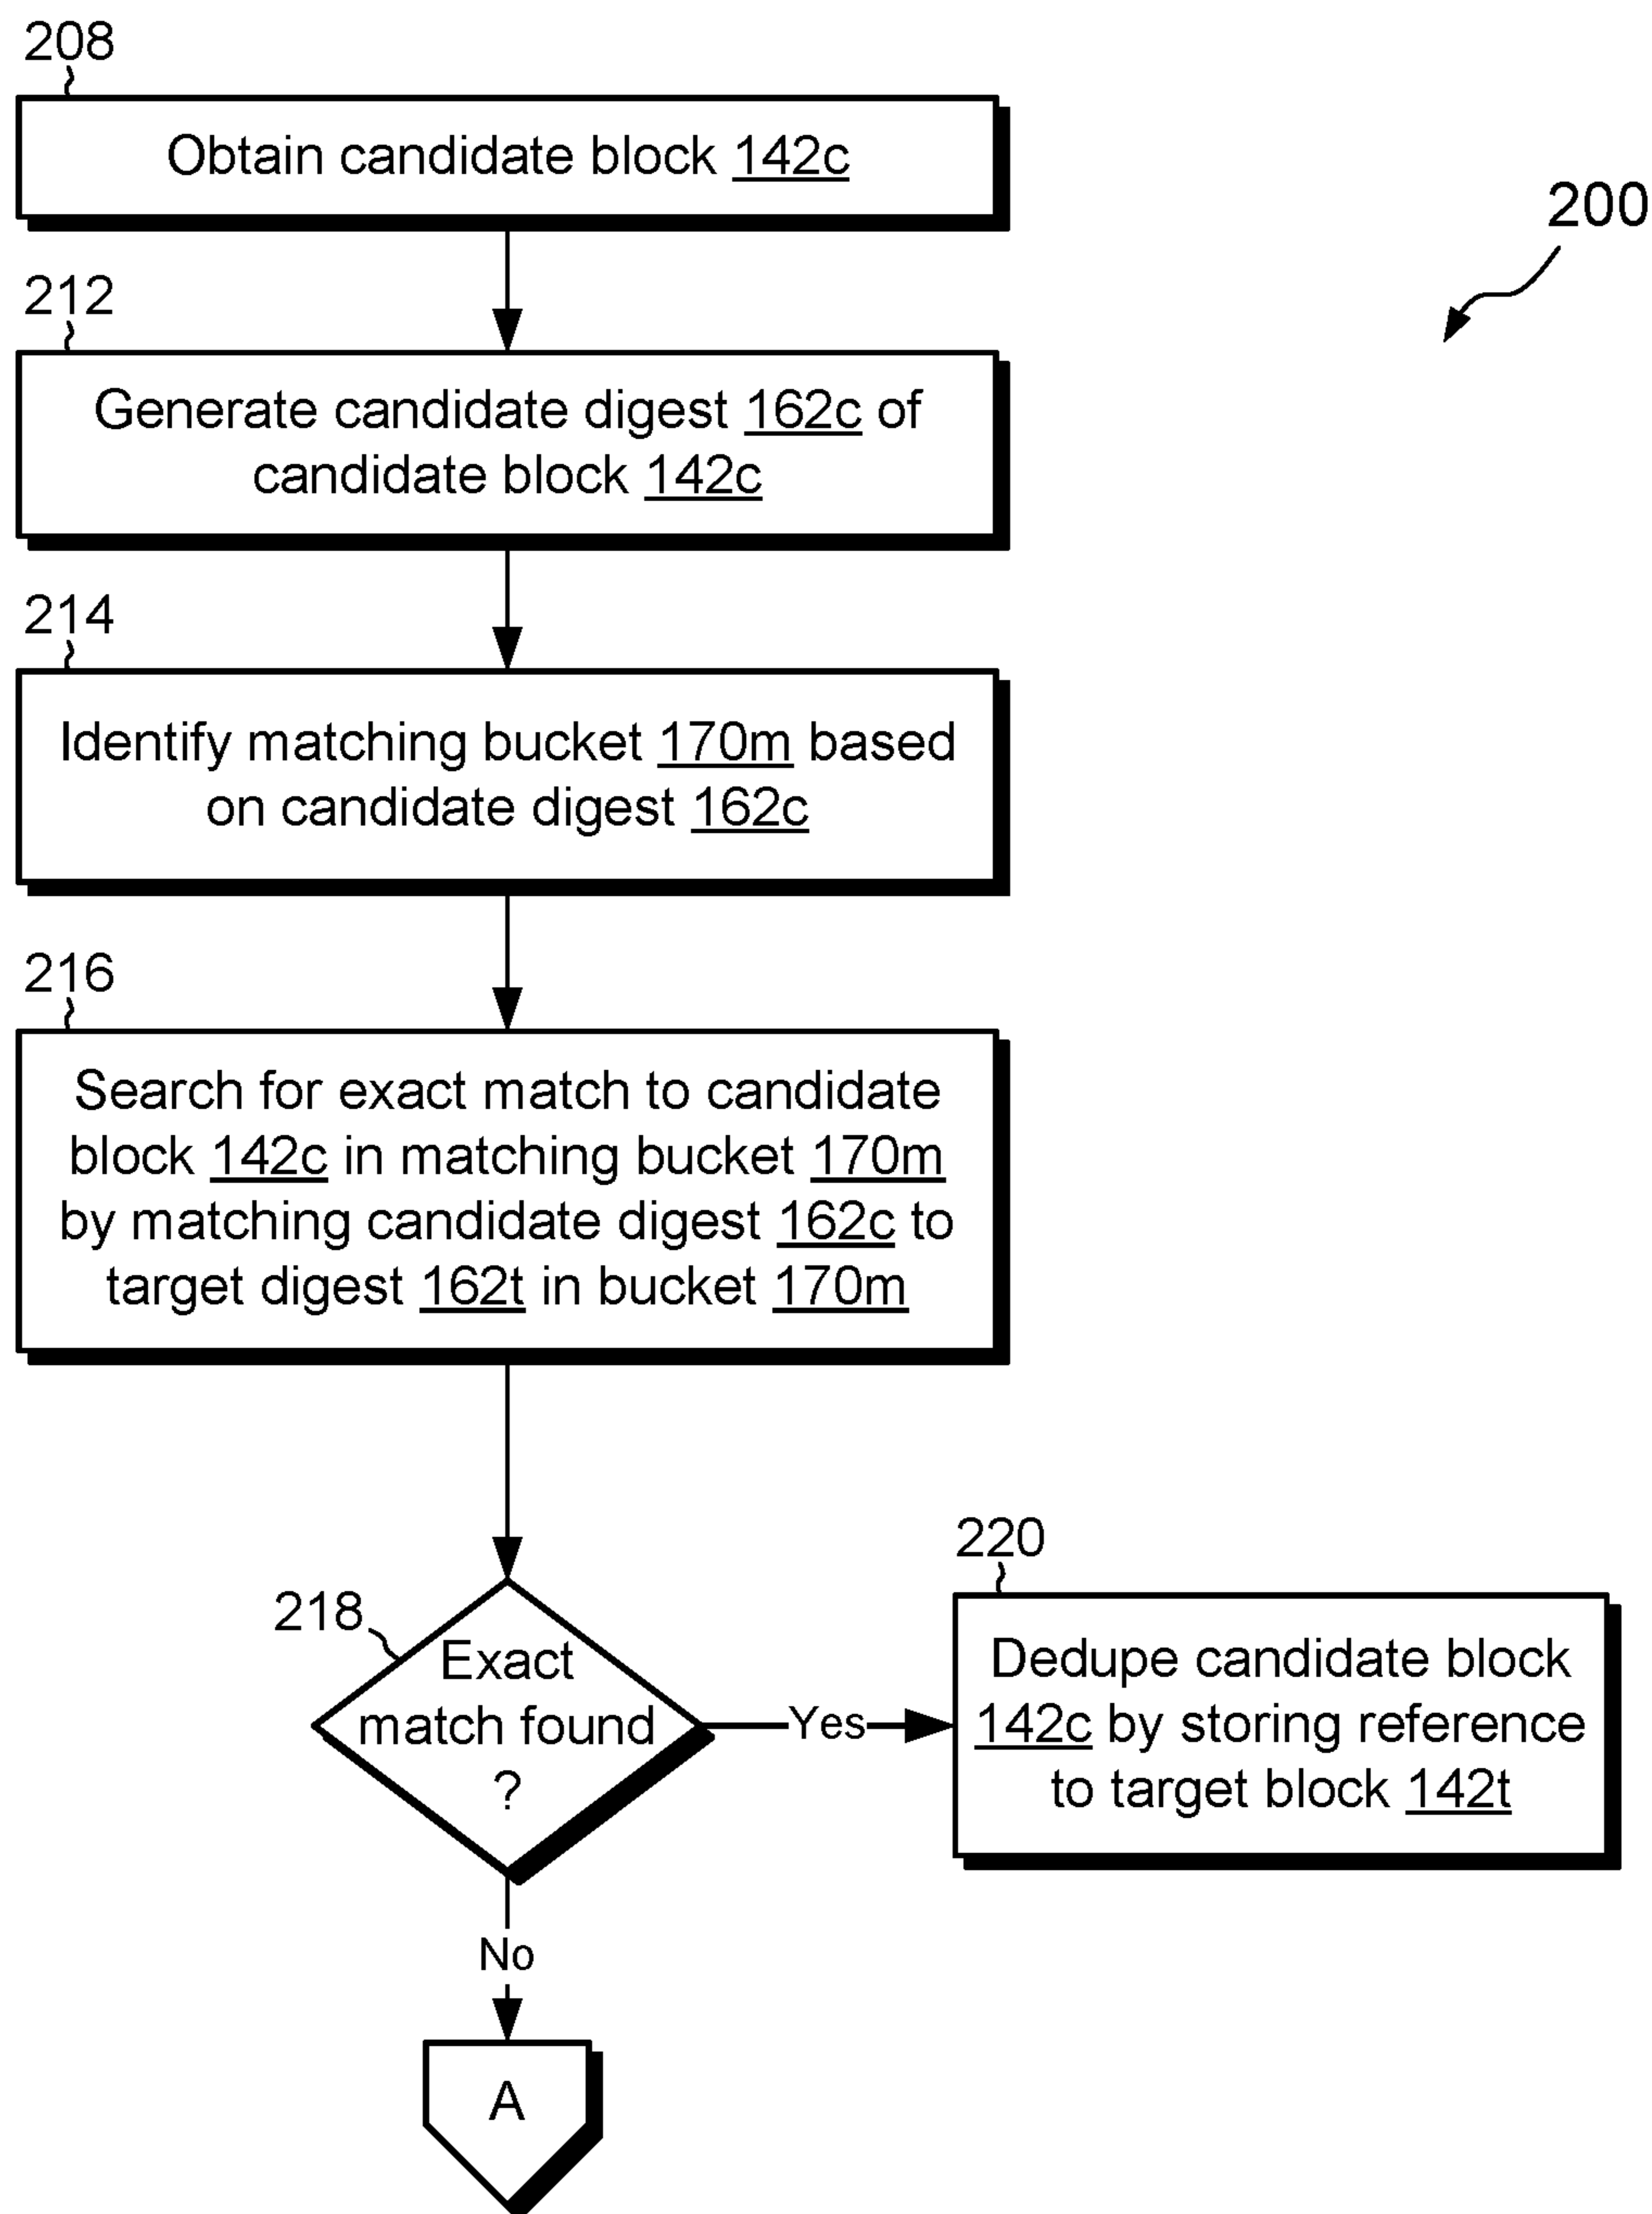 208
Obtain candidate block 142c
200
212
Generate candidate digest 162c of
candidate block 142c
214
Identify matching bucket 170m based
on candidate digest 162c
216
Search for exact match to candidate
block 142c in matching bucket 170m
by matching candidate digest 162c to
target digest 162t in bucket 170m
218
Exact
match found
?
Yes
220
Dedupe candidate block
142c by storing reference
to target block 142t
No
A